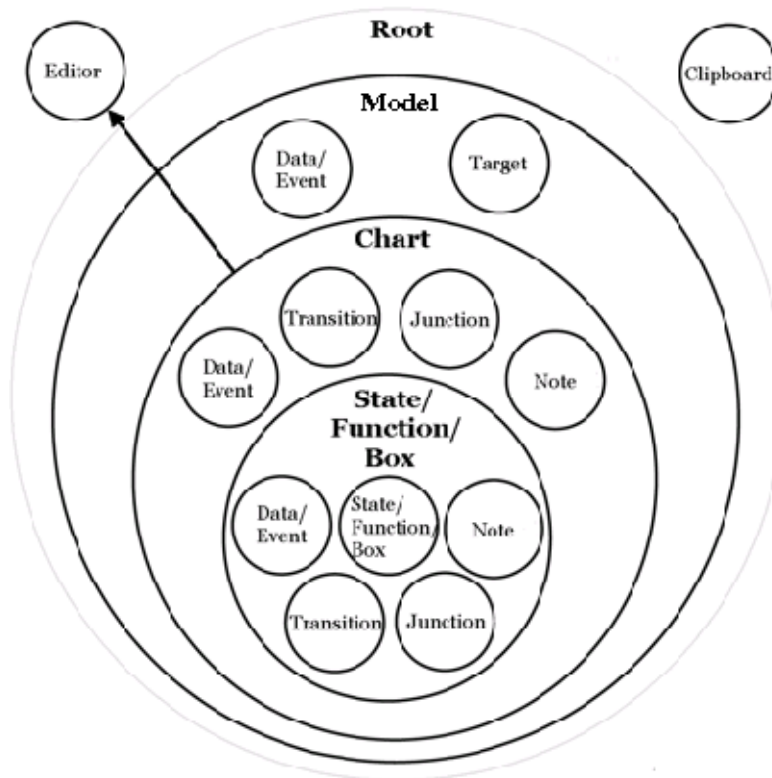 Root
Editor
Clipboard
Model
Data/
Event
Target
Chart
Transition
Junction
Data/
Event
Note
State/
Function/
Box
Data/
Event
State/
Function/
Box
Note
Transition
Junction